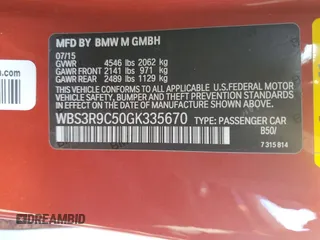 MFD BY BMW M GMBH
07/15
GVWR 4546 lbs 2062 kg
GAWR FRONT 2141 lbs 971 kg
GAWR REAR 2489 lbs 1129 kg
THIS VEHICLE CONFORMS TO ALL APPLICABLE U.S. FEDERAL MOTOR
VEHICLE SAFETY, BUMPER, AND THEFT PREVENTION STANDARDS
IN EFFECT ON THE DATE OF MANUFACTURE SHOWN ABOVE.
WBS3R9C50GK335670 TYPE: PASSENGER CAR
B50/
7 315 814
DREAMBID